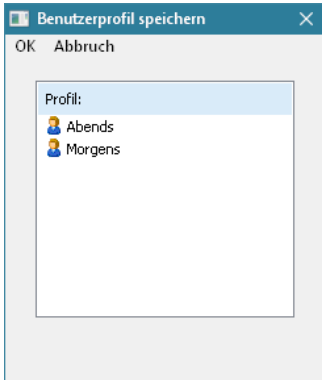 Benutzerprofil speichern
OK Abbruch
Profil:
Abends
Morgens